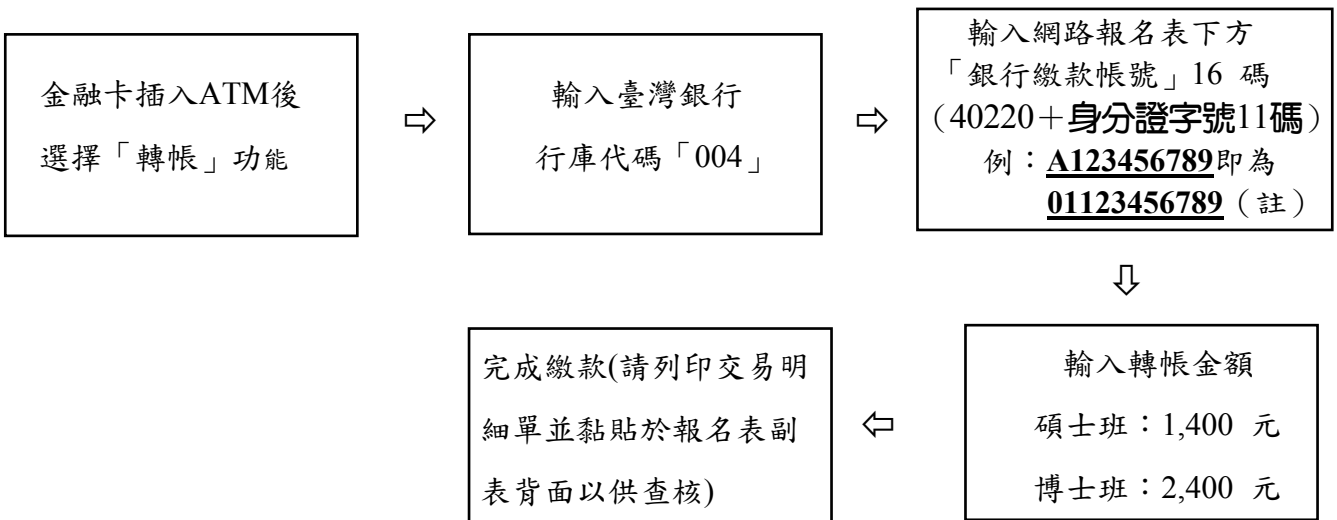 金融卡插入ATM後
選擇「轉帳」功能
⇨
輸入臺灣銀行
行庫代碼「004」
⇨
輸入網路報名表下方
「銀行繳款帳號」16 碼
（40220＋身分證字號11碼）
例：A123456789即為
01123456789（註）
⇩
輸入轉帳金額
碩士班：1,400 元
博士班：2,400 元
⇦
完成繳款(請列印交易明
細單並黏貼於報名表副
表背面以供查核)